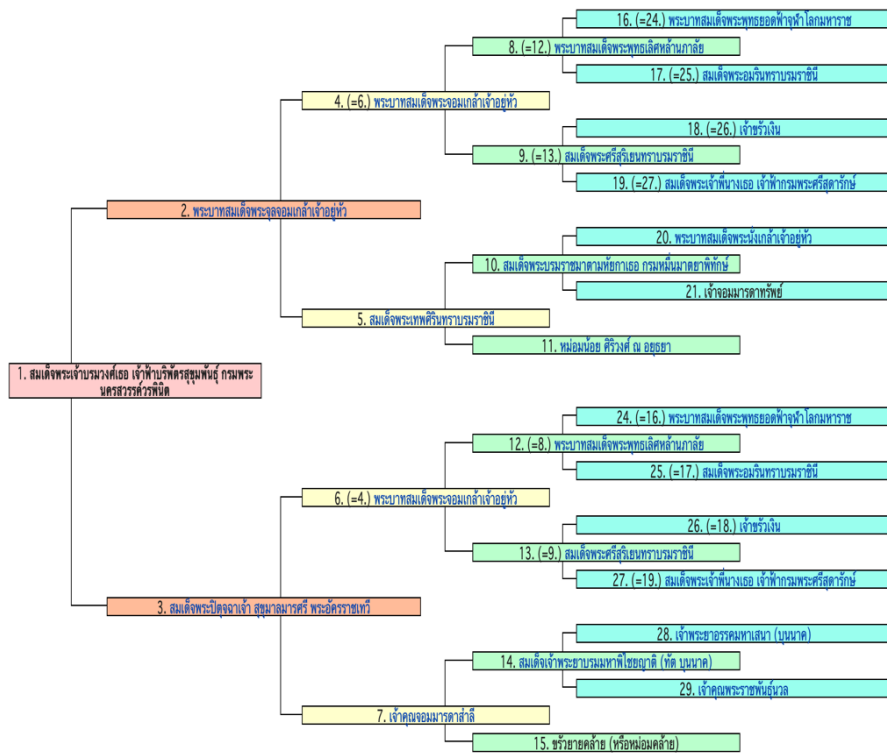 16. (=24.) พระบาทสมเด็จพระพุทธยอดฟ้าจุฬาโลกมหาราช
8. (=12.) พระบาทสมเด็จพระพุทธเลิศหล้านภาลัย
17. (=25.) สมเด็จพระอมรินทราบรมราชินี
4. (=6.) พระบาทสมเด็จพระจอมเกล้าเจ้าอยู่หัว
18. (=26.) เจ้าขรัวเงิน
9. (=13.) สมเด็จพระศรีสุริเยนทราบรมราชินี
19. (=27.) สมเด็จพระเจ้าพี่นางเธอ เจ้าฟ้ากรมพระศรีสุดารักษ์
2. พระบาทสมเด็จพระจุลจอมเกล้าเจ้าอยู่หัว
20. พระบาทสมเด็จพระนั่งเกล้าเจ้าอยู่หัว
10. สมเด็จพระบรมราชมาตามหัยกาเธอ กรมหมื่นมาตยาพิทักษ์
21. เจ้าจอมมารดาทรัพย์
5. สมเด็จพระเทพศิรินทราบรมราชินี
11. หม่อมน้อย ศิริวงศ์ ณ อยุธยา
1. สมเด็จพระเจ้าบรมวงศ์เธอ เจ้าฟ้าบริพัตรสุขุมพันธุ์ กรมพระ
นครสวรรค์วรพินิต
24. (=16.) พระบาทสมเด็จพระพุทธยอดฟ้าจุฬาโลกมหาราช
12. (=8.) พระบาทสมเด็จพระพุทธเลิศหล้านภาลัย
25. (=17.) สมเด็จพระอมรินทราบรมราชินี
6. (=4.) พระบาทสมเด็จพระจอมเกล้าเจ้าอยู่หัว
26. (=18.) เจ้าขรัวเงิน
13. (=9.) สมเด็จพระศรีสุริเยนทราบรมราชินี
27. (=19.) สมเด็จพระเจ้าพี่นางเธอ เจ้าฟ้ากรมพระศรีสุดารักษ์
3. สมเด็จพระปิตุจฉาเจ้า สุขุมาลมารศรี พระอัครราชเทวี
28. เจ้าพระยาอรรคมหาเสนา (บุนนาค)
14. สมเด็จเจ้าพระยาบรมมหาพิไชยญาติ (ทัต บุนนาค)
29. เจ้าคุณพระราชพันธุ์นวล
7. เจ้าคุณจอมมารดาสำลี
15. ขรัวยายคล้าย (หรือหม่อมคล้าย)